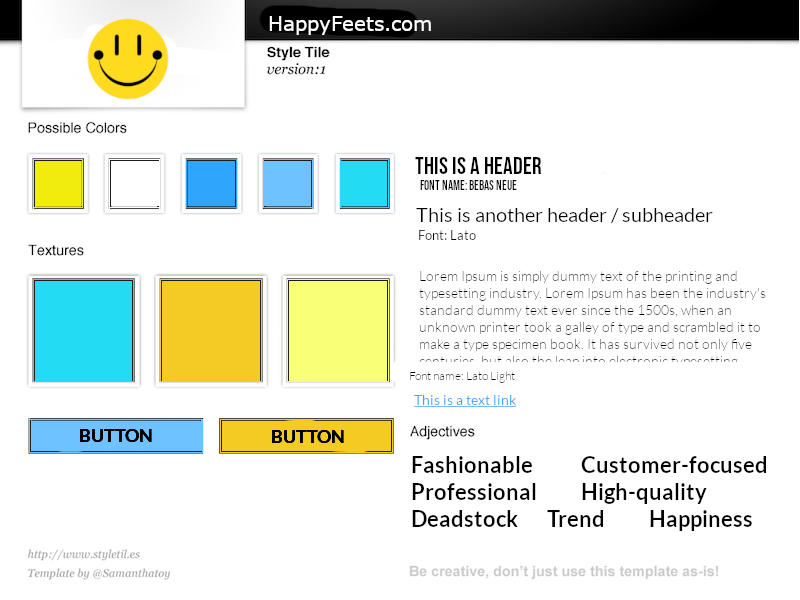 HappyFeets.com
Style Tile
version:1
Possible Colors
Textures
BUTTON
BUTTON
http://www.styletil.es
Template by @Samanthatoy
THIS IS A HEADER
FONT NAME: BEBAS NEUE
This is another header / subheader
Font: Lato
Lorem Ipsum is simply dummy text of the printing and
typesetting industry. Lorem Ipsum has been the industry's
standard dummy text ever since the 1500s, when an
unknown printer took a galley of type and scrambled it to
make a type specimen book. It has survived not only five
centuries, but also the leap into electronic typesetting,
Font name: Lato Light
This is a text link
Adjectives
Fashionable Customer-focused
Professional High-quality
Deadstock Trend Happiness
Be creative, don't just use this template as-is!